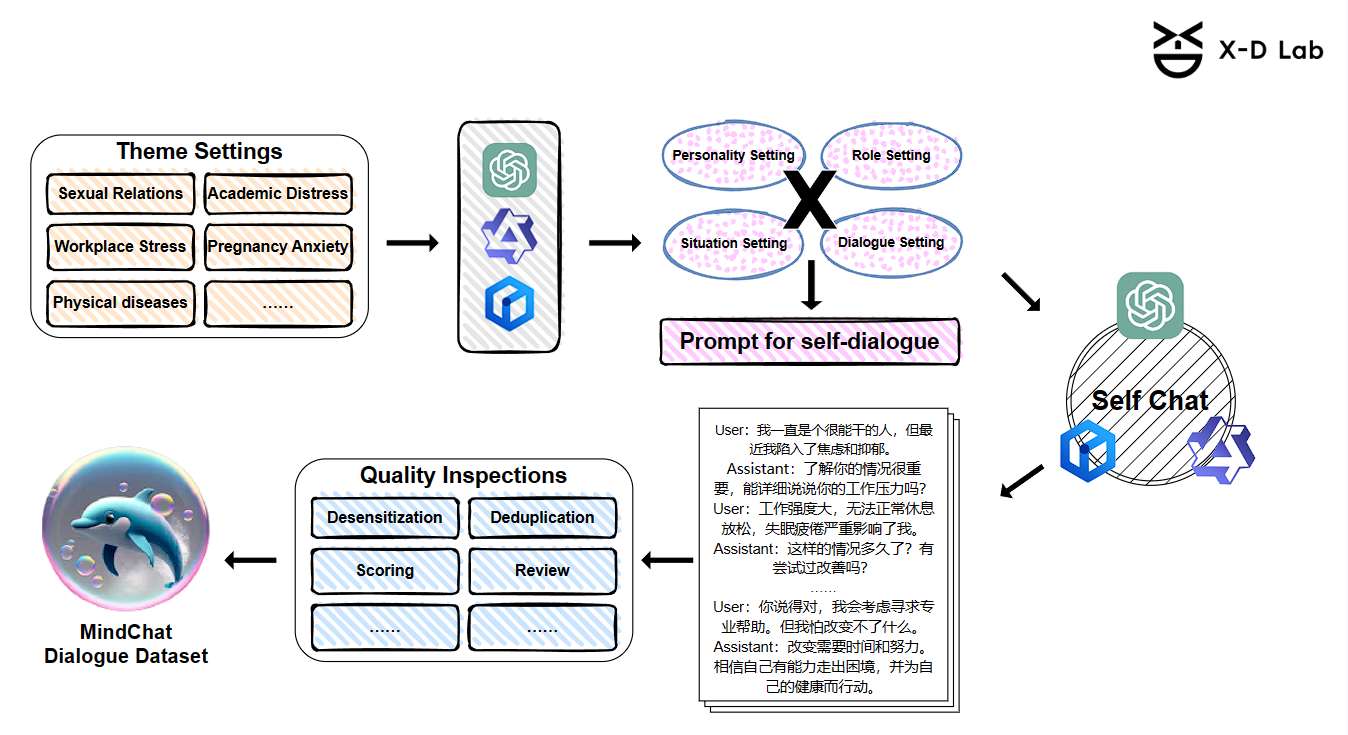 X-D Lab
Theme Settings
Sexual Relations
Academic Distress
Workplace Stress
Pregnancy Anxiety
Physical diseases
......
Personality Setting
Role Setting
X
Situation Setting
Dialogue Setting
Prompt for self-dialogue
Self Chat
User：我一直是个很能干的人，但最
近我陷入了焦虑和抑郁。
Assistant：了解你的情况很重
要，能详细说说你的工作压力吗？
User：工作强度大，无法正常休息
放松，失眠疲倦严重影响了我。
Assistant：这样的情况多久了？有
尝试过改善吗？
......
User：你说得对，我会考虑寻求专
业帮助。但我怕改变不了什么。
Assistant：改变需要时间和努力。
相信自己有能力走出困境，并为自
己的健康而行动。
Quality Inspections
Desensitization
Deduplication
Scoring
Review
......
......
MindChat
Dialogue Dataset